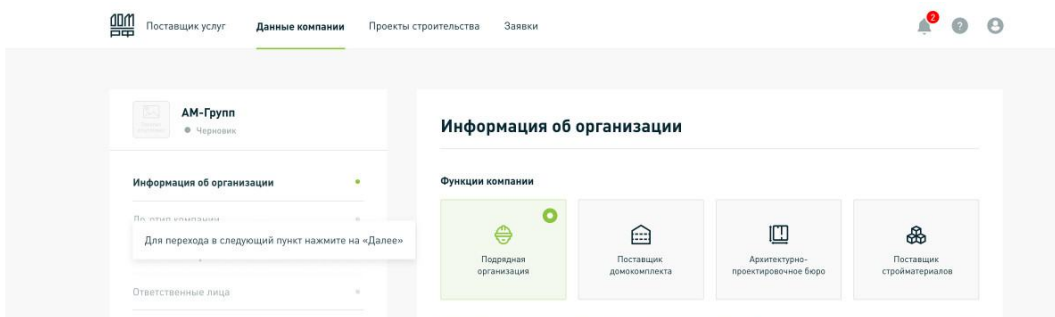 ДОМ
РФ
Поставщик услуг
Данные компании
Проекты строительства
Заявки
2
?
АМ-Групп
Черновик
Информация об организации
компании
Для перехода в следующий пункт нажмите на «Далее»
Ответственные лица
Информация об организации
Функции компании
Подрядная
организация
Поставщик
домокомплекта
Архитектурно-
проектировочное бюро
Поставщик
стройматериалов